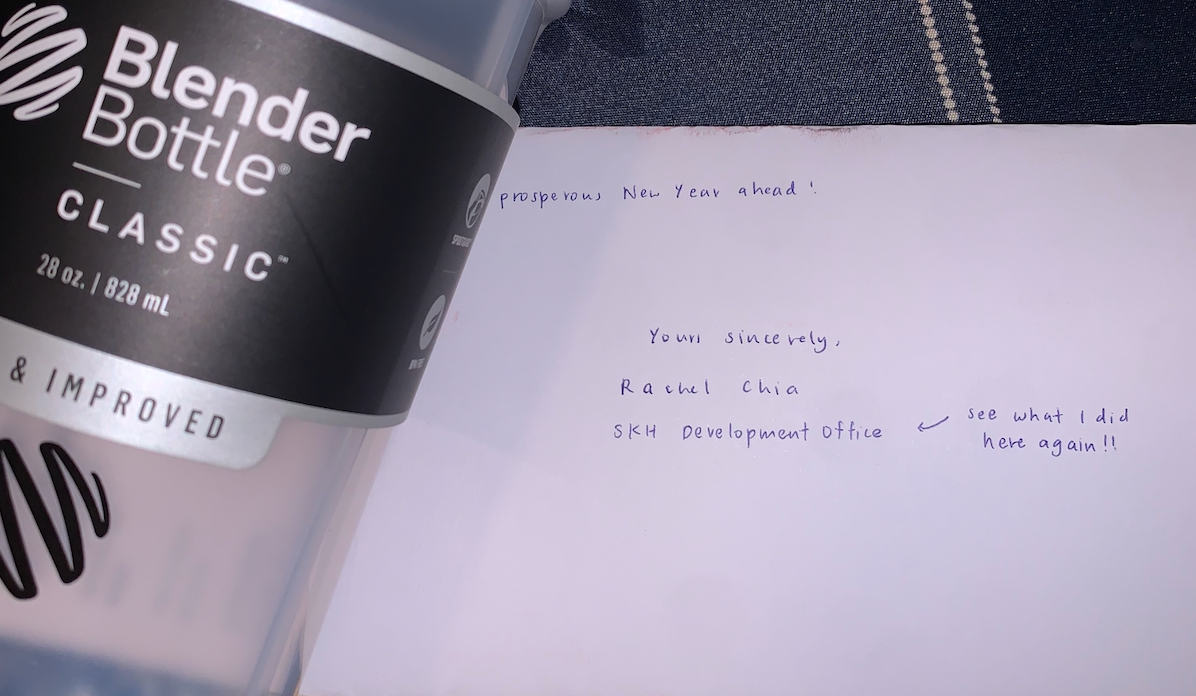 Blender
Bottle®
CLASSIC™
28 oz. | 828 mL
& IMPROVED
prosperous New Year ahead!
Yours sincerely,
Rachel Chia
SKH Development Office
see what I did
here again!!